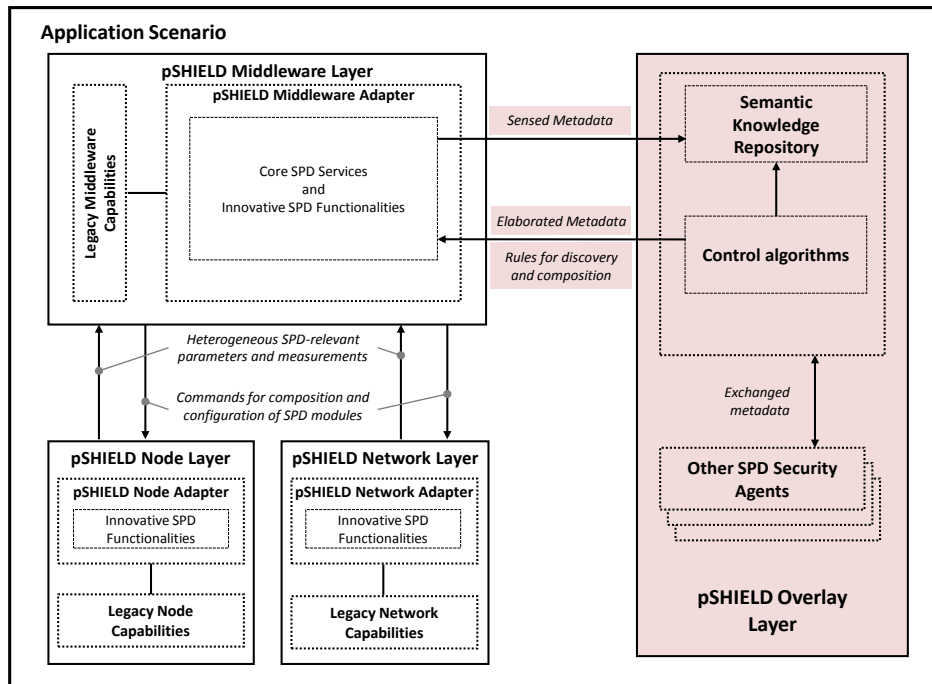 Application Scenario
pSHIELD Middleware Layer
pSHIELD Middleware Adapter
Legacy Middleware
Capabilities
Core SPD Services
and
Innovative SPD Functionalities
Sensed Metadata
Elaborated Metadata
Rules for discovery
and composition
Semantic
Knowledge
Repository
Control algorithms
Heterogeneous SPD-relevant
parameters and measurements
Commands for composition and
configuration of SPD modules
Exchanged
metadata
pSHIELD Node Layer
pSHIELD Node Adapter
Innovative SPD
Functionalities
Legacy Node
Capabilities
pSHIELD Network Layer
pSHIELD Network Adapter
Innovative SPD
Functionalities
Legacy Network
Capabilities
Other SPD Security
Agents
pSHIELD Overlay
Layer